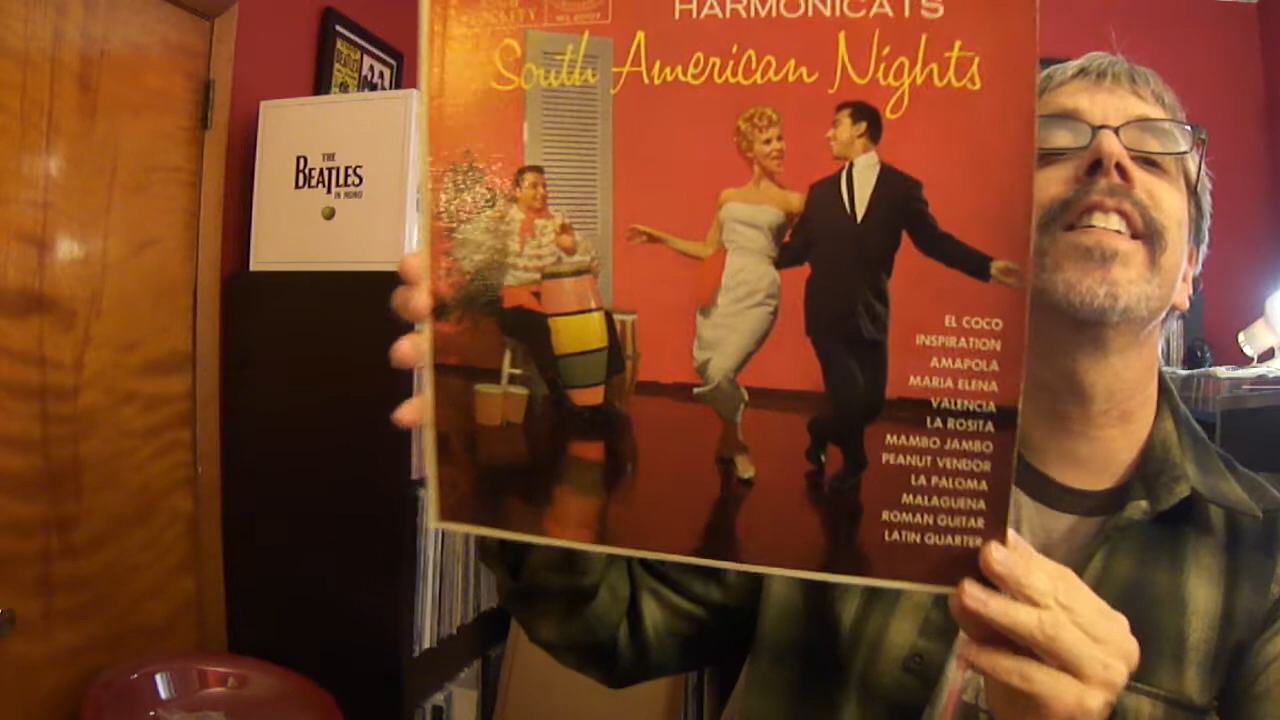 THE
BEATLES
IN MONO
HARMONICATS
South American Nights
EL COCO
INSPIRATION
AMAPOLA
MARIA ELENA
VALENCIA
LA ROSITA
MAMBO JAMBO
PEANUT VENDOR
LA PALOMA
MALAGUENA
ROMAN GUITAR
LATIN QUARTER